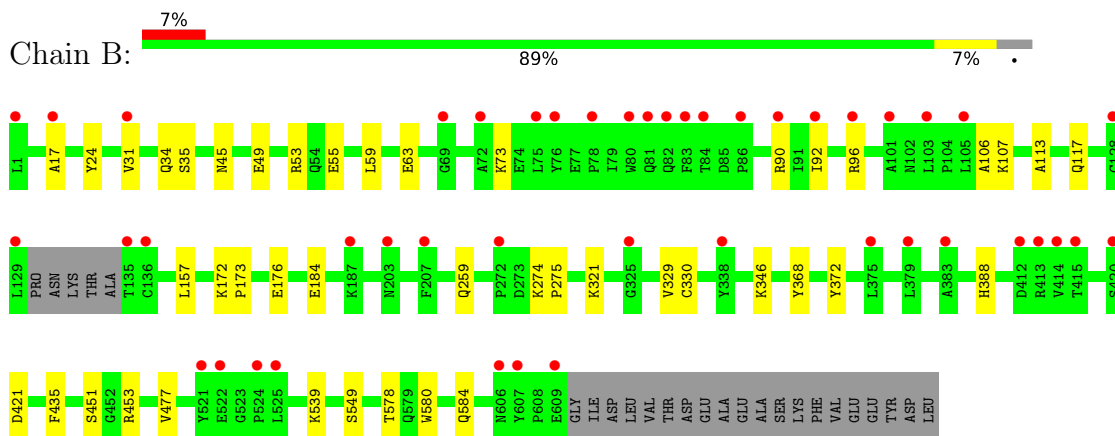 7%
Chain B:
89% 7% •
L1 A17 Y24 V31 Q34 S35 N45 E49 R53 Q54 E55 L59 E63 G69 A72 K73 E74 L75 Y76 E77 P78 I79 W80 Q81 Q82 F83 T84 D85 P86 R90 I91 I92 R96 A101 N102 L103 P104 L105 A106 K107 A113 Q117
L129 PRO ASN LYS THR ALA T135 C136 L157 K172 P173 E176 E184 K187 N203 F207 Q259 P272 D273 K274 P275 K321 G325 V329 C330 Y338 K346 Y368 Y372 L375 L379 A383 H388 D412 R413 V414 T415
D421 F435 S451 G452 R453 V477 Y521 E522 G523 P524 L525 K539 S549 T578 Q579 W580 Q584 N606 Y607 P608 E609 GLY ILE ASP LEU VAL THR ASP GLU ALA GLU ALA SER LYS PHE VAL GLU GLU TYR ASP LEU